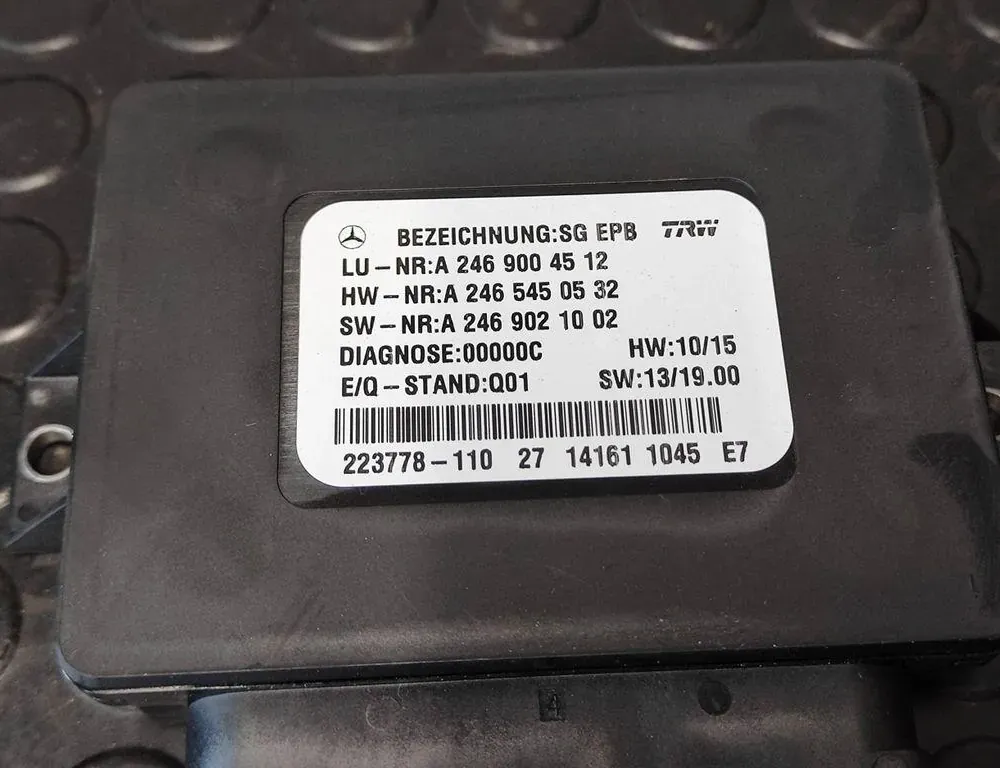 BEZEICHNUNG:SG EPB TRW
LU-NR:A 246 900 45 12
HW-NR:A 246 545 05 32
SW-NR:A 246 902 10 02
DIAGNOSE:00000C HW:10/15
E/Q-STAND:Q01 SW:13/19.00
223778-110 27 14161 1045 E7
4